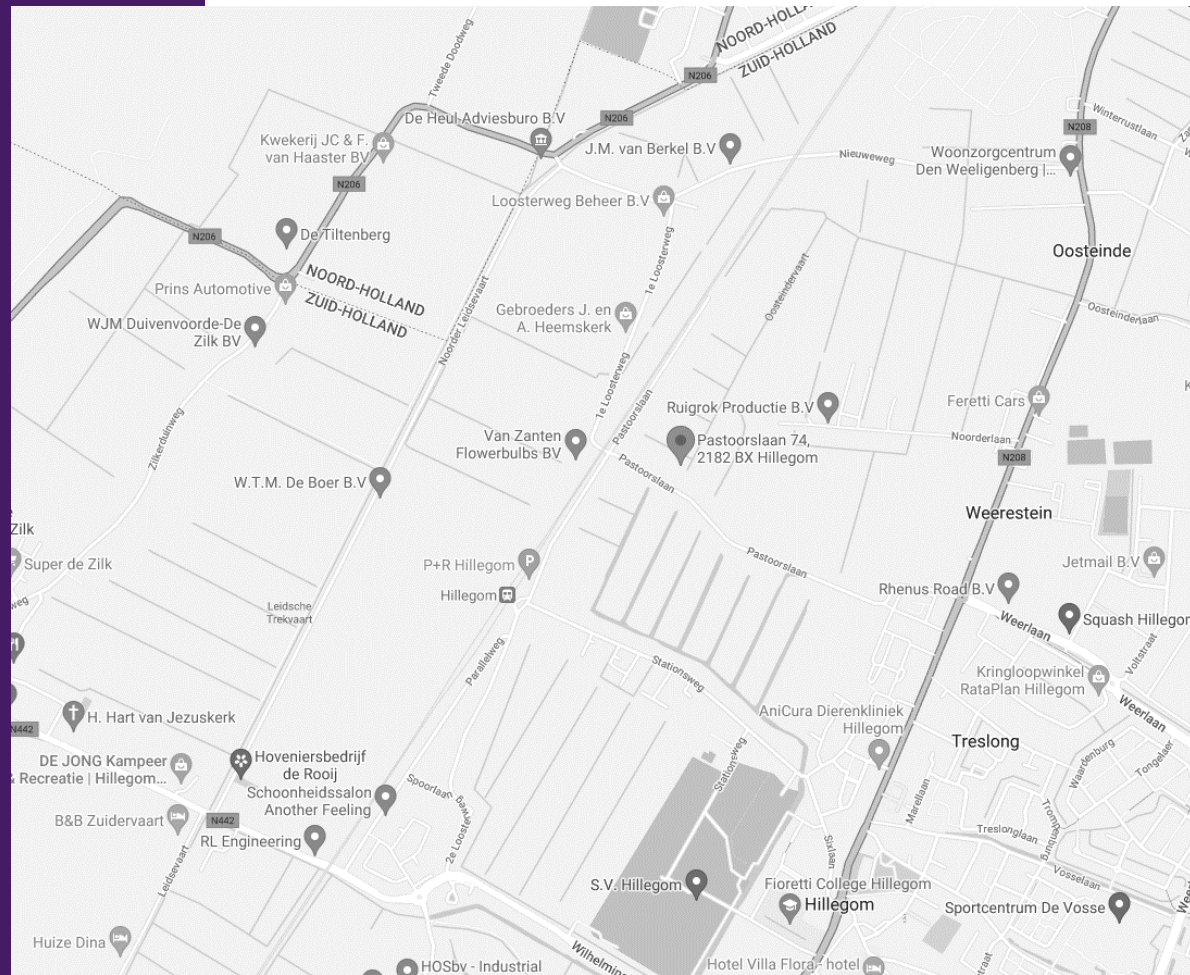 NOORD-HOLLA
ZUID-HOLLAND
N206
Tweede Doodweg
De Heul Adviesburo B.V
N206
N208
Winterrustlaan
Kwekerij JC & F.
van Haaster BV
J.M. van Berkel B.V
Nieuweweg
Woonzorgcentrum
Den Weeligenberg |...
N206
Loosterweg Beheer B.V
N206
De Tiltenberg
1e Loosterweg
Oosteinde
Prins Automotive
NOORD-HOLLAND
ZUID-HOLLAND
Noorder Leidsevaart
Oosteindervaart
Gebroeders J. en
A. Heemskerk
Oosteinderlaan
WJM Duivenvoorde-De
Zilk BV
1e Loosterweg
Pastoorslaan
Ruigrok Productie B.V
Feretti Cars
Zilkerduinweg
Van Zanten
Flowerbulbs BV
Pastoorslaan 74,
2182 BX Hillegom
Noorderlaan
N208
Pastoorslaan
W.T.M. De Boer B.V
Weerestein
Zilk
Super de Zilk
P+R Hillegom
Pastoorslaan
Jetmail B.V
Hillegom
Rhenus Road B.V
Leidsche
Trekvaart
Weerlaan
Squash Hillegom
Parallelweg
Stationsweg
Voltstraat
Kringloopwinkel
RataPlan Hillegom
Weerlaan
H. Hart van Jezuskerk
N442
AniCura Dierenkliniek
Hillegom
Treslong
Waardenburg
Tongelaer
DE JONG Kampeer
& Recreatie | Hillegom...
Hoveniersbedrijf
de Rooij
Stationsweg
Schoonheidssalon
Another Feeling
Spoorlaan
Marellaan
Trompenburg
B&B Zuidervaart
N442
RL Engineering
2e Loosterweg
Sixlaan
Treslonglaan
Leidsevaart
Vosselaan
S.V. Hillegom
Fioretti College Hillegom
Hillegom
Sportcentrum De Vosse
Huize Dina
Wilhelmin
HOSbv - Industrial
Hotel Villa Flora - hotel